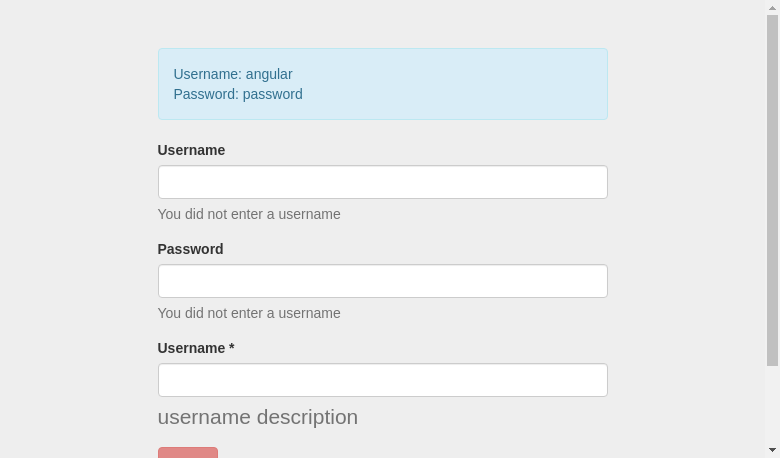 Username: angular
Password: password
Username
You did not enter a username
Password
You did not enter a username
Username *
username description